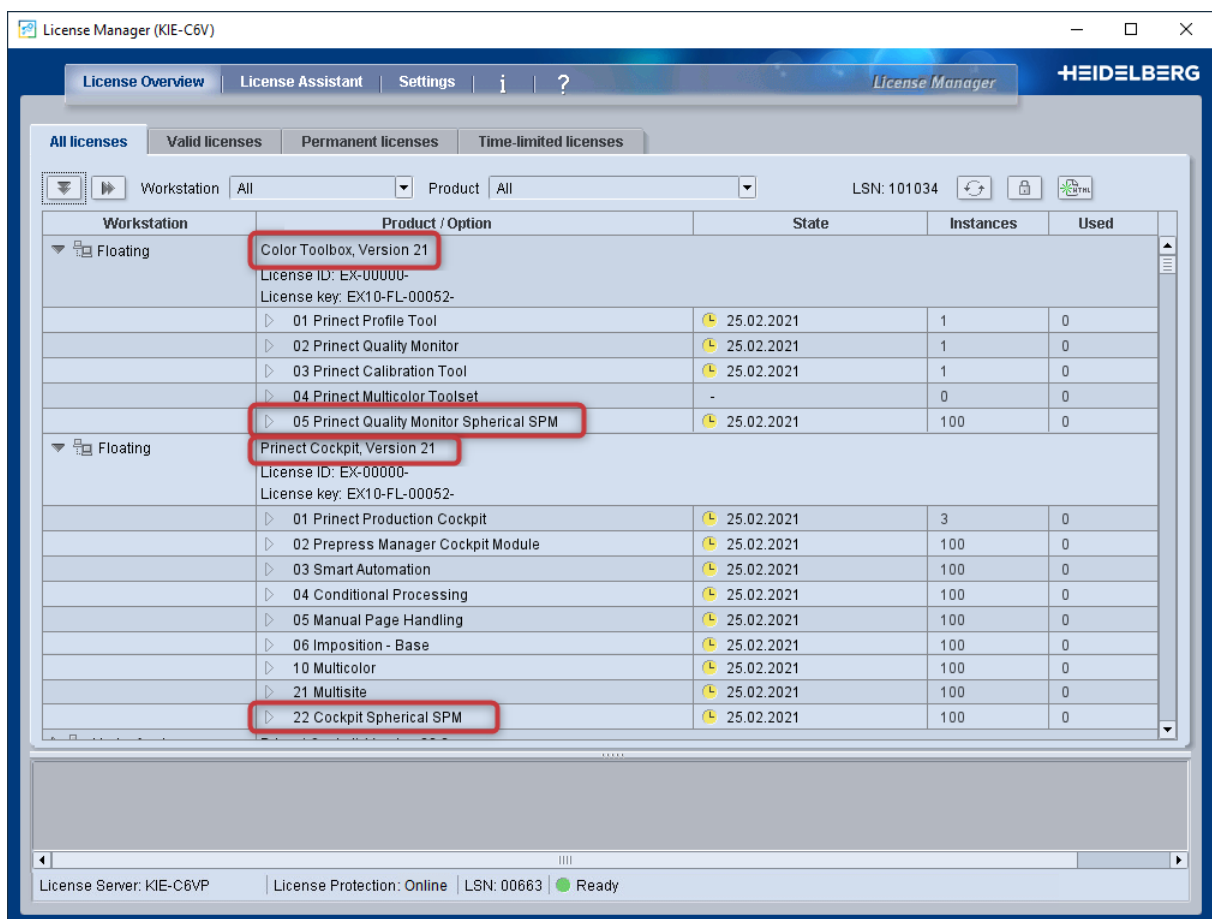 License Manager (KIE-C6V)
License Overview | License Assistant | Settings | i | ? License Manager HEIDELBERG
All licenses Valid licenses Permanent licenses Time-limited licenses
Workstation All Product All LSN: 101034 HTML
Workstation Product / Option State Instances Used
Floating Color Toolbox, Version 21
License ID: EX-00000-
License key: EX10-FL-00052-
01 Prinect Profile Tool 25.02.2021 1 0
02 Prinect Quality Monitor 25.02.2021 1 0
03 Prinect Calibration Tool 25.02.2021 1 0
04 Prinect Multicolor Toolset - 0 0
05 Prinect Quality Monitor Spherical SPM 25.02.2021 100 0
Floating Prinect Cockpit, Version 21
License ID: EX-00000-
License key: EX10-FL-00052-
01 Prinect Production Cockpit 25.02.2021 3 0
02 Prepress Manager Cockpit Module 25.02.2021 100 0
03 Smart Automation 25.02.2021 100 0
04 Conditional Processing 25.02.2021 100 0
05 Manual Page Handling 25.02.2021 100 0
06 Imposition - Base 25.02.2021 100 0
10 Multicolor 25.02.2021 100 0
21 Multisite 25.02.2021 100 0
22 Cockpit Spherical SPM 25.02.2021 100 0
License Server: KIE-C6VP License Protection: Online LSN: 00663 Ready